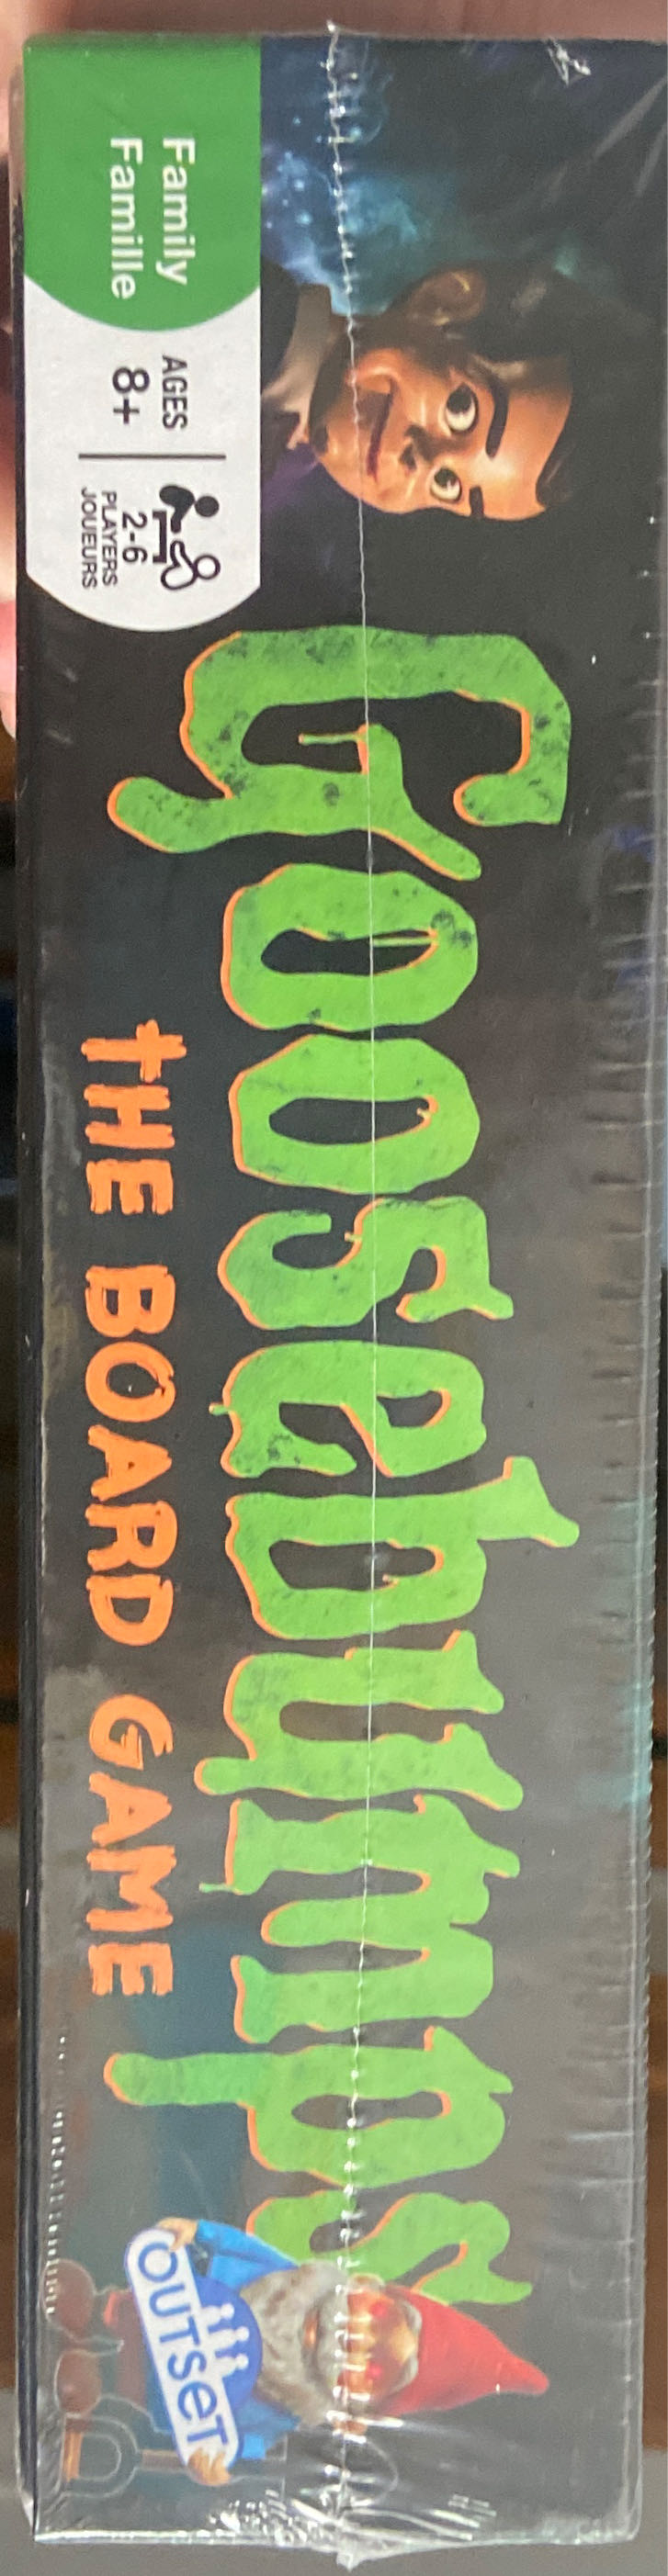 Family
Famille
AGES
8+
2-6
PLAYERS
JOUEURS
Goosebumps
THE BOARD GAME
OUTSET